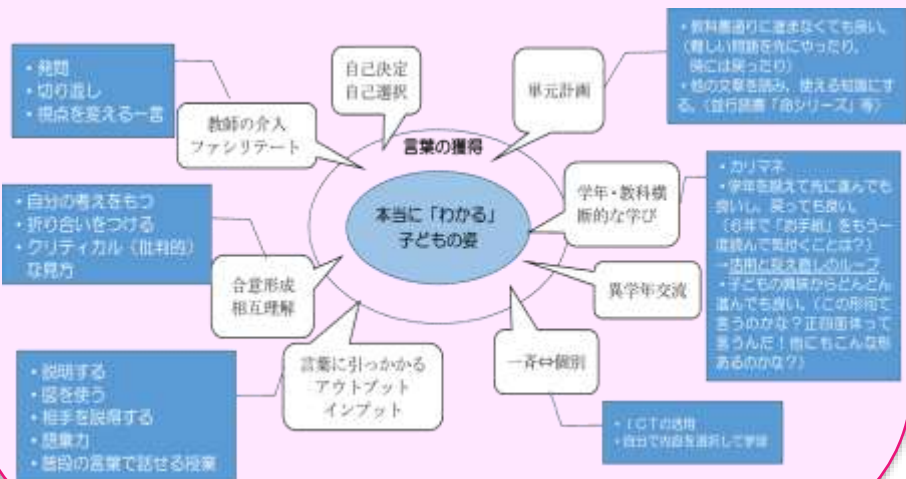 ・発問
・切り返し
・視点を変える一言
教師の介入
ファシリテート
自己決定
自己選択
単元計画
・教科書通りに進まなくても良い。
（難しい問題を先にやったり、
後には戻ったり）
・他の文章を読み、使える知識にす
る。（並行読書「命シリーズ」等）
言葉の獲得
本当に「わかる」
子どもの姿
学年・教科横
断的な学び
・カリマネ
・学年を超えて先に進んでも
良いし、戻っても良い。
（６年で「お手紙」をもう一
度読んで気付くことは？）
→活用と捉え直しのループ
・子どもの興味からどんどん
進んでも良い。（この形何て
言うのかな？正四面体って
言うんだ！他にもこんな形
あるのかな？）
・自分の考えをもつ
・折り合いをつける
・クリティカル（批判的）
な見方
合意形成
相互理解
異学年交流
言葉に引っかかる
アウトプット
インプット
一斉⇔個別
・説明する
・図を使う
・相手を説得する
・語彙力
・普段の言葉で話せる授業
・ＩＣＴの活用
・自分で内容を選択して学習